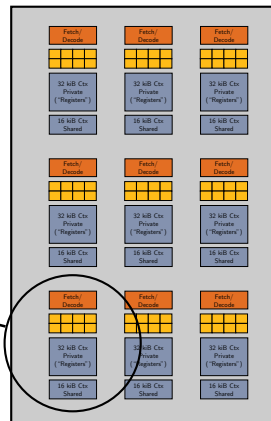 Fetch/
Decode
Fetch/
Decode
Fetch/
Decode
32 kiB Ctx
Private
("Registers")
32 kiB Ctx
Private
("Registers")
32 kiB Ctx
Private
("Registers")
16 kiB Ctx
Shared
16 kiB Ctx
Shared
16 kiB Ctx
Shared
Fetch/
Decode
Fetch/
Decode
Fetch/
Decode
32 kiB Ctx
Private
("Registers")
32 kiB Ctx
Private
("Registers")
32 kiB Ctx
Private
("Registers")
16 kiB Ctx
Shared
16 kiB Ctx
Shared
16 kiB Ctx
Shared
Fetch/
Decode
Fetch/
Decode
Fetch/
Decode
32 kiB Ctx
Private
("Registers")
32 kiB Ctx
Private
("Registers")
32 kiB Ctx
Private
("Registers")
16 kiB Ctx
Shared
16 kiB Ctx
Shared
16 kiB Ctx
Shared